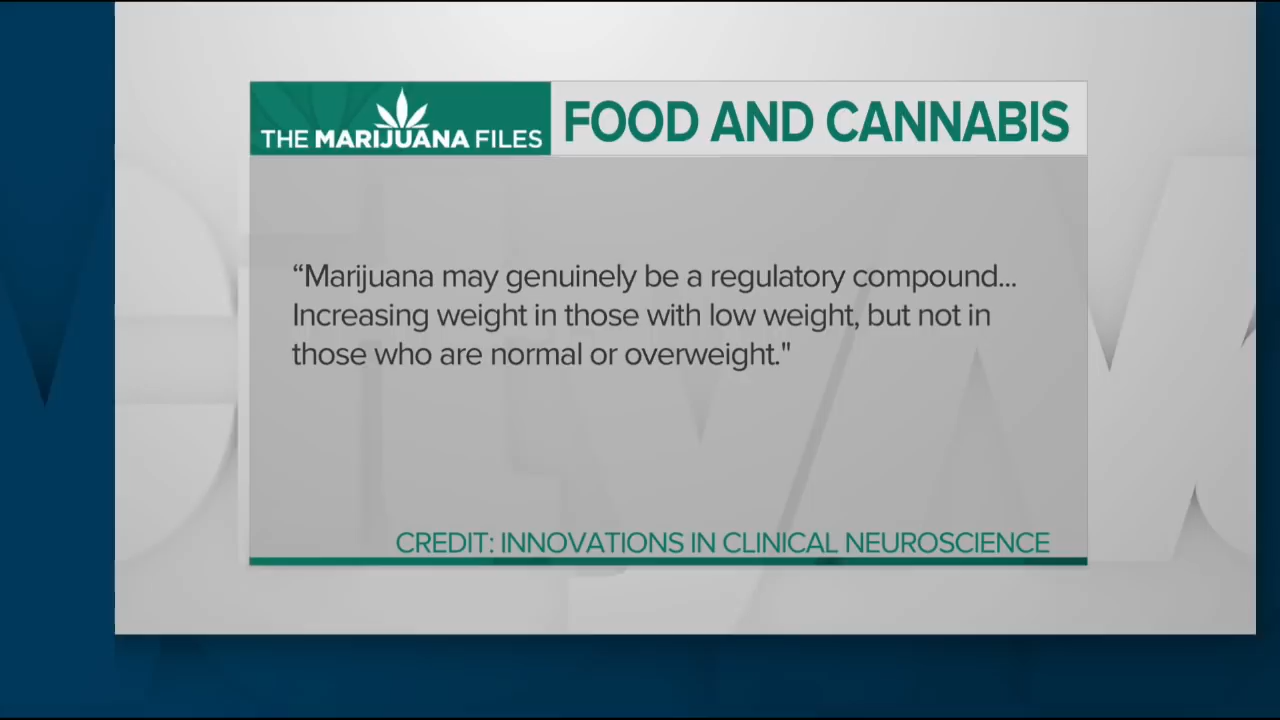 THE MARIJUANA FILES
FOOD AND CANNABIS
“Marijuana may genuinely be a regulatory compound...
Increasing weight in those with low weight, but not in
those who are normal or overweight."
CREDIT: INNOVATIONS IN CLINICAL NEUROSCIENCE